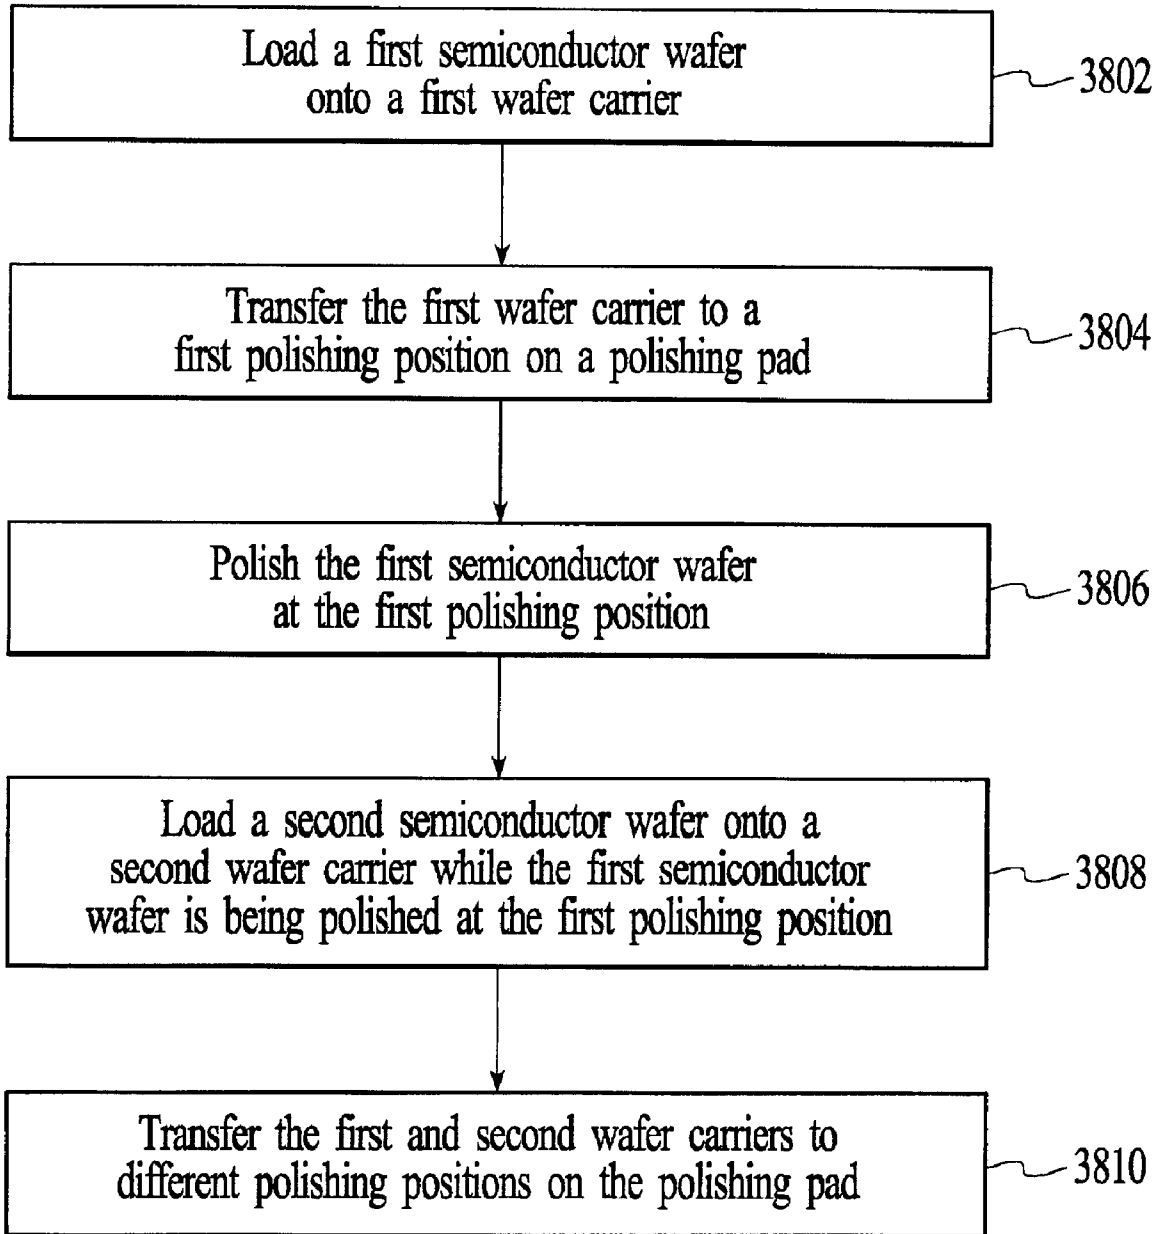 Load a first semiconductor wafer
onto a first wafer carrier
3802
Transfer the first wafer carrier to a
first polishing position on a polishing pad
3804
Polish the first semiconductor wafer
at the first polishing position
3806
Load a second semiconductor wafer onto a
second wafer carrier while the first semiconductor
wafer is being polished at the first polishing position
3808
Transfer the first and second wafer carriers to
different polishing positions on the polishing pad
3810